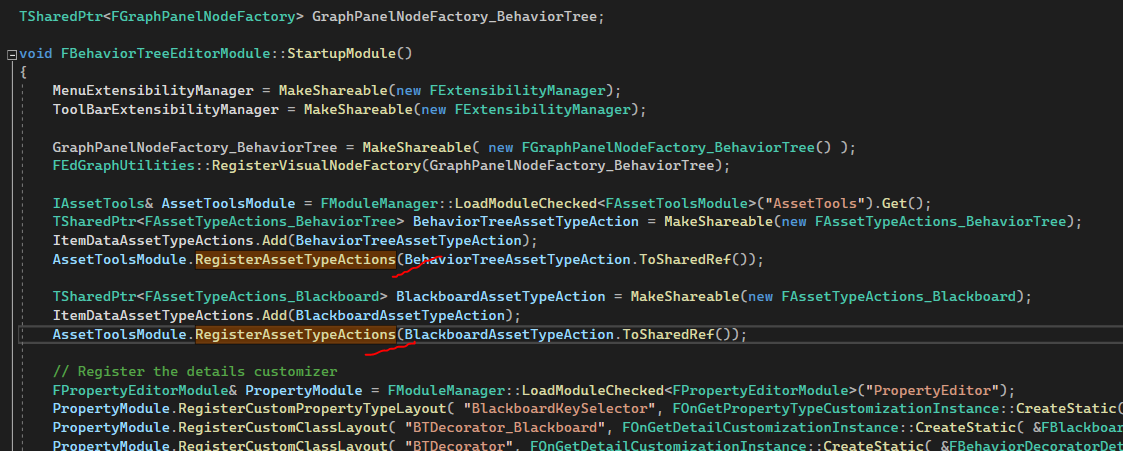 TSharedPtr<FGraphPanelNodeFactory> GraphPanelNodeFactory_BehaviorTree;
void FBehaviorTreeEditorModule::StartupModule()
{
MenuExtensibilityManager = MakeShareable(new FExtensibilityManager);
ToolBarExtensibilityManager = MakeShareable(new FExtensibilityManager);
GraphPanelNodeFactory_BehaviorTree = MakeShareable( new FGraphPanelNodeFactory_BehaviorTree() );
FEdGraphUtilities::RegisterVisualNodeFactory(GraphPanelNodeFactory_BehaviorTree);
IAssetTools& AssetToolsModule = FModuleManager::LoadModuleChecked<FAssetToolsModule>("AssetTools").Get();
TSharedPtr<FAssetTypeActions_BehaviorTree> BehaviorTreeAssetTypeAction = MakeShareable(new FAssetTypeActions_BehaviorTree);
ItemDataAssetTypeActions.Add(BehaviorTreeAssetTypeAction);
AssetToolsModule.RegisterAssetTypeActions(BehaviorTreeAssetTypeAction.ToSharedRef());
TSharedPtr<FAssetTypeActions_Blackboard> BlackboardAssetTypeAction = MakeShareable(new FAssetTypeActions_Blackboard);
ItemDataAssetTypeActions.Add(BlackboardAssetTypeAction);
AssetToolsModule.RegisterAssetTypeActions(BlackboardAssetTypeAction.ToSharedRef());
// Register the details customizer
FPropertyEditorModule& PropertyModule = FModuleManager::LoadModuleChecked<FPropertyEditorModule>("PropertyEditor");
PropertyModule.RegisterCustomPropertyTypeLayout( "BlackboardKeySelector", FOnGetPropertyTypeCustomizationInstance::CreateStatic(
PropertyModule.RegisterCustomClassLayout( "BTDecorator_Blackboard", FOnGetDetailCustomizationInstance::CreateStatic( &FBlackboar
PropertyModule.RegisterCustomClassLayout( "BTDecorator", FOnGetDetailCustomizationInstance::CreateStatic( &FBehaviorDecoratorDet